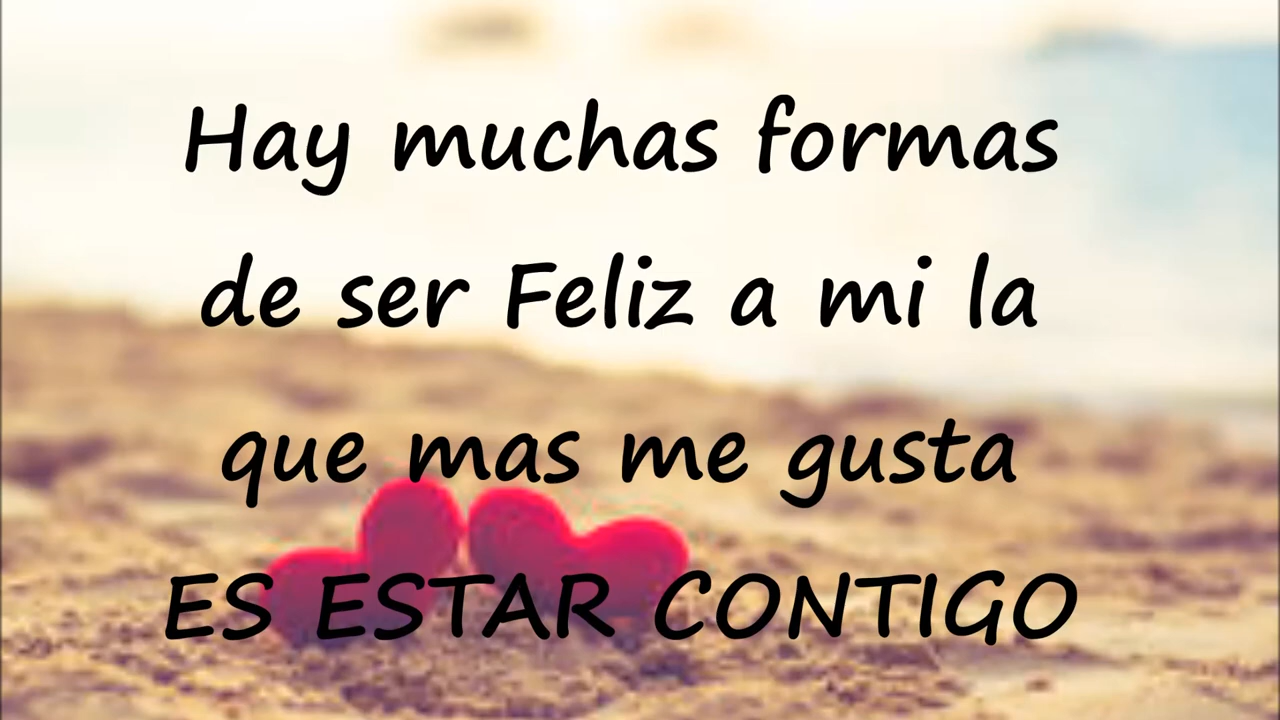 Hay muchas formas
de ser Feliz a mi la
que mas me gusta
ES ESTAR CONTIGO